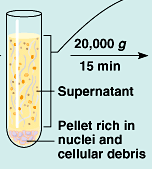 20,000 g
15 min
Supernatant
Pellet rich in
nuclei and
cellular debris